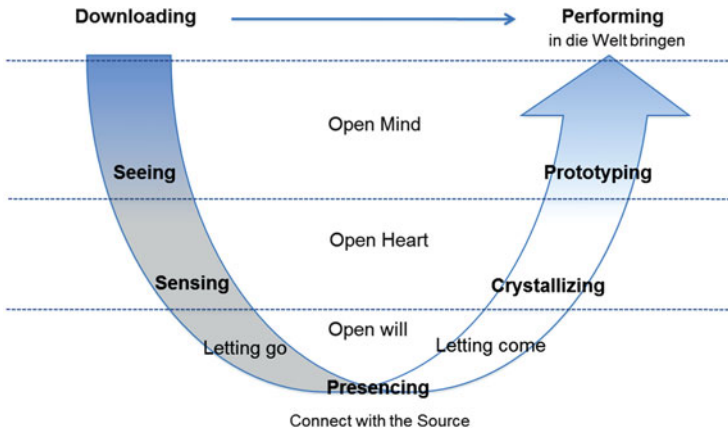 Downloading
Performing
in die Welt bringen
Open Mind
Seeing
Prototyping
Open Heart
Sensing
Crystallizing
Open will
Letting go
Letting come
Presencing
Connect with the Source